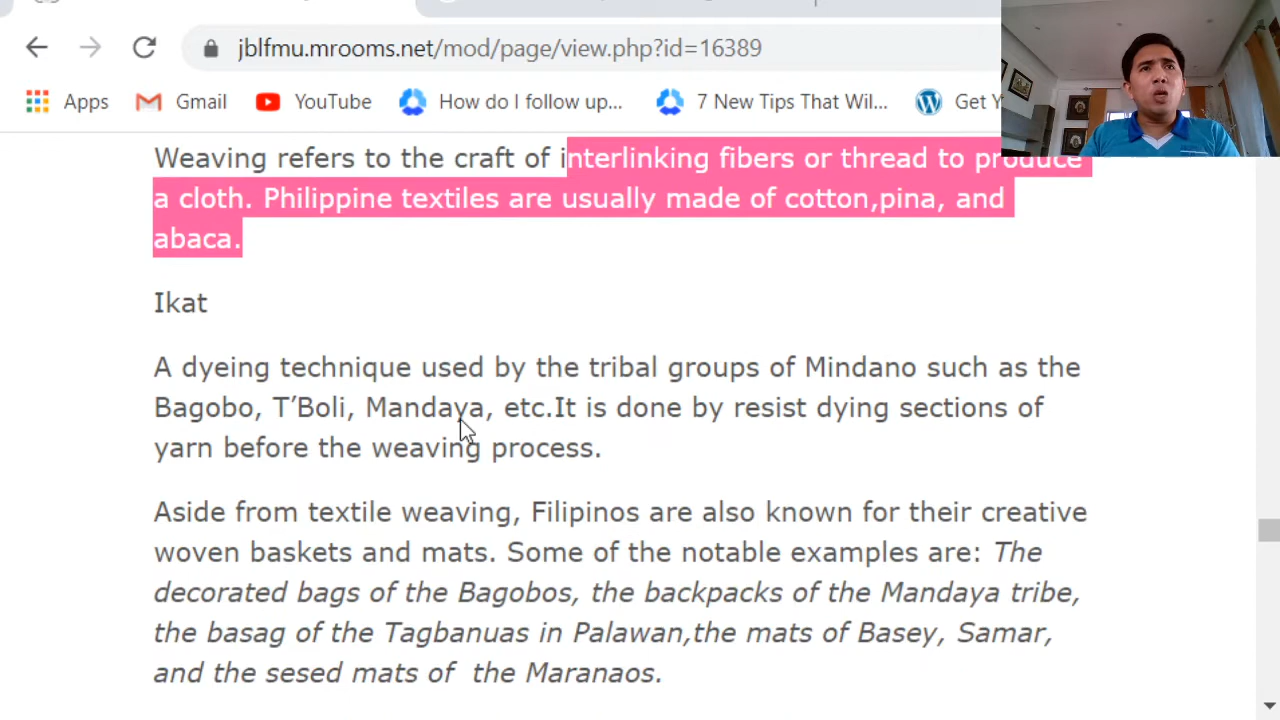 jblfmu.mrooms.net/mod/page/view.php?id=16389
Apps Gmail YouTube How do I follow up... 7 New Tips That Wil... Get Y
Weaving refers to the craft of interlinking fibers or thread to produce
a cloth. Philippine textiles are usually made of cotton,pina, and
abaca.
Ikat
A dyeing technique used by the tribal groups of Mindano such as the
Bagobo, T’Boli, Mandaya, etc.It is done by resist dying sections of
yarn before the weaving process.
Aside from textile weaving, Filipinos are also known for their creative
woven baskets and mats. Some of the notable examples are: The
decorated bags of the Bagobos, the backpacks of the Mandaya tribe,
the basag of the Tagbanuas in Palawan,the mats of Basey, Samar,
and the sesed mats of the Maranaos.